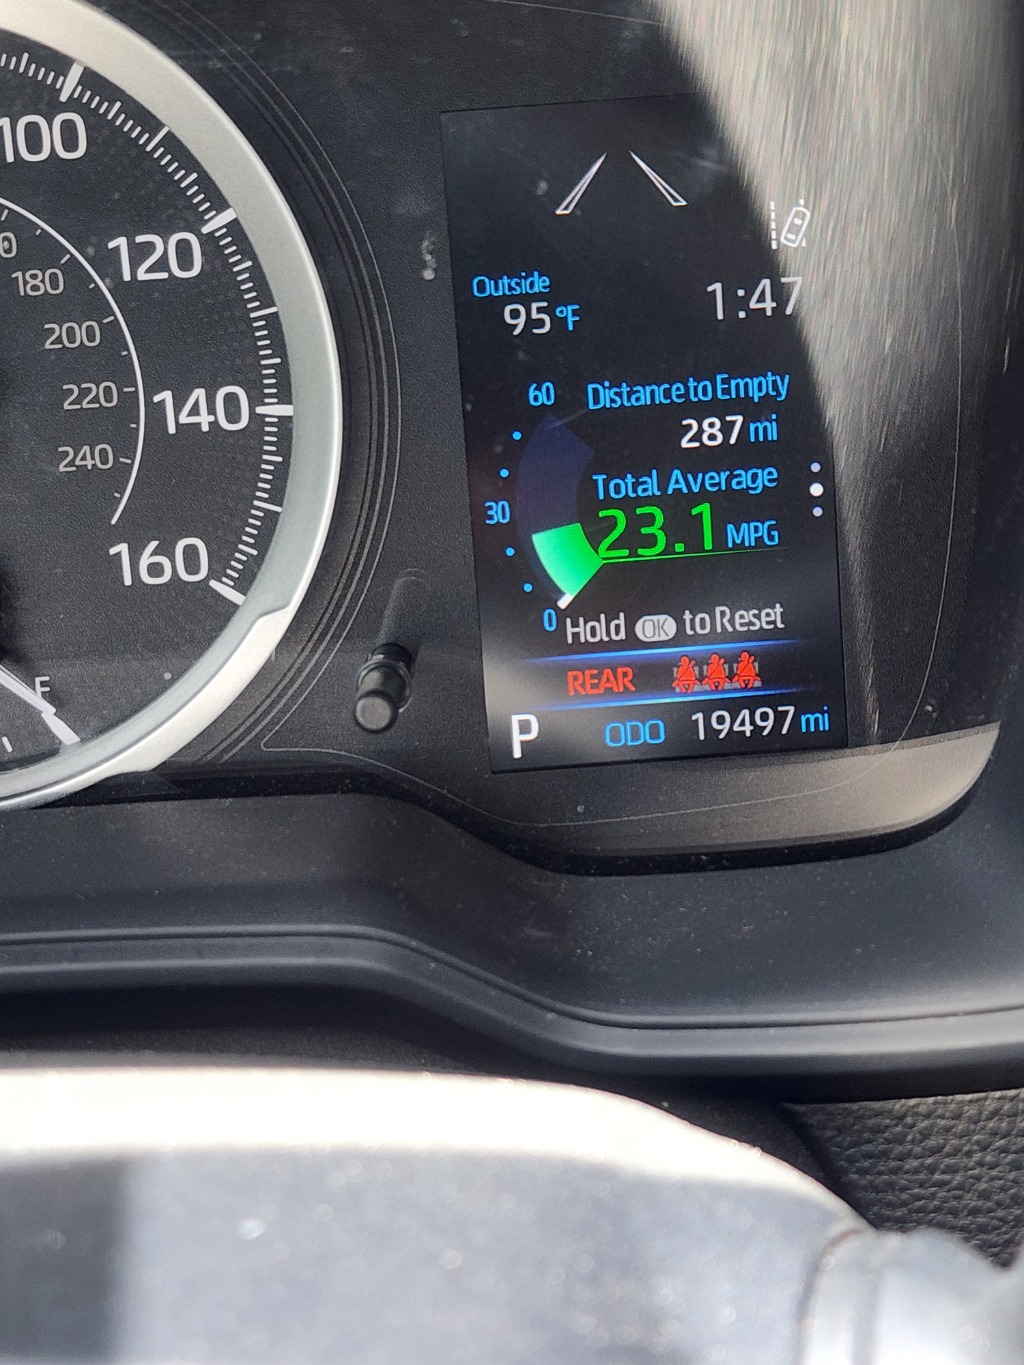 100
120
140
160
180
200
220
240
F
Outside
95 °F
1:47
60
Distance to Empty
287 mi
Total Average
30
23.1 MPG
0
Hold OK to Reset
REAR
P
ODO 19497 mi